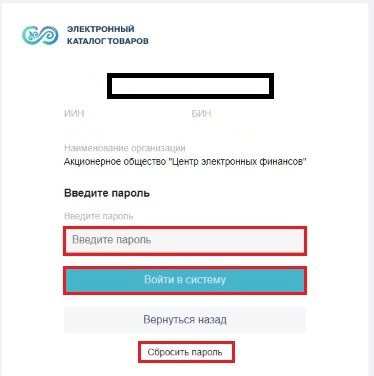 ЭЛЕКТРОННЫЙ
КАТАЛОГ ТОВАРОВ
ИИН БИН
Наименование организации
Акционерное общество "Центр электронных финансов"
Введите пароль
Введите пароль
Введите пароль
Войти в систему
Вернуться назад
Сбросить пароль